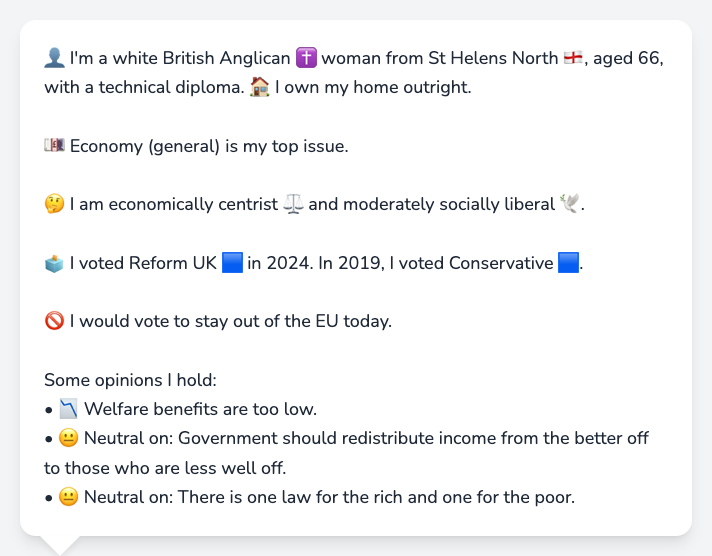 👤 I'm a white British Anglican ✝️ woman from St Helens North 🏴󠁧󠁢󠁥󠁮󠁧󠁿, aged 66,
with a technical diploma. 🏠 I own my home outright.
💷 Economy (general) is my top issue.
🤔 I am economically centrist ⚖️ and moderately socially liberal 🕊️.
🗳️ I voted Reform UK 🟦 in 2024. In 2019, I voted Conservative 🟦.
🚫 I would vote to stay out of the EU today.
Some opinions I hold:
• 📉 Welfare benefits are too low.
• 😐 Neutral on: Government should redistribute income from the better off
to those who are less well off.
• 😐 Neutral on: There is one law for the rich and one for the poor.